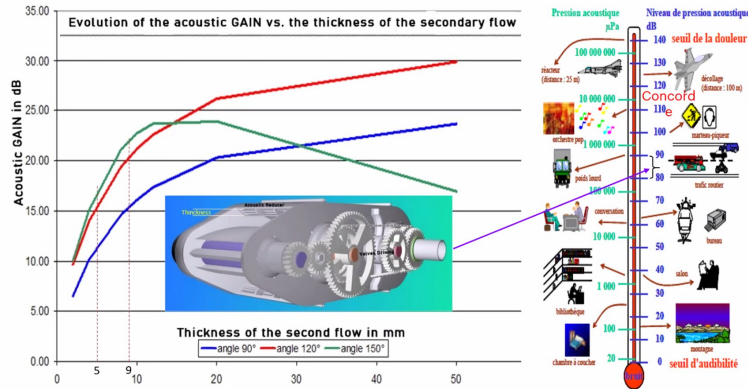 Evolution of the acoustic GAIN vs. the thickness of the secondary flow
Acoustic GAIN in dB
35.00
30.00
25.00
20.00
15.00
10.00
5.00
0.00
0
5
9
10
20
30
40
50
Thickness of the second flow in mm
angle 90°
angle 120°
angle 150°
Acoustic Reducer
Thinckness
Valves Driving
Pression acoustique
µPa
Niveau de pression acoustique
dB
100 000 000
10 000 000
1 000 000
100 000
10 000
1 000
100
20
140
130
120
110
100
90
80
70
60
50
40
30
20
10
0
seuil de la douleur
réacteur
(distance : 25 m)
décollage
(distance : 100 m)
Concord
e
orchestre pop
marteau-piqueur
poids lourd
trafic routier
conversation
bureau
salon
bibliothèque
montagne
chambre à coucher
seuil d'audibilité
bruit